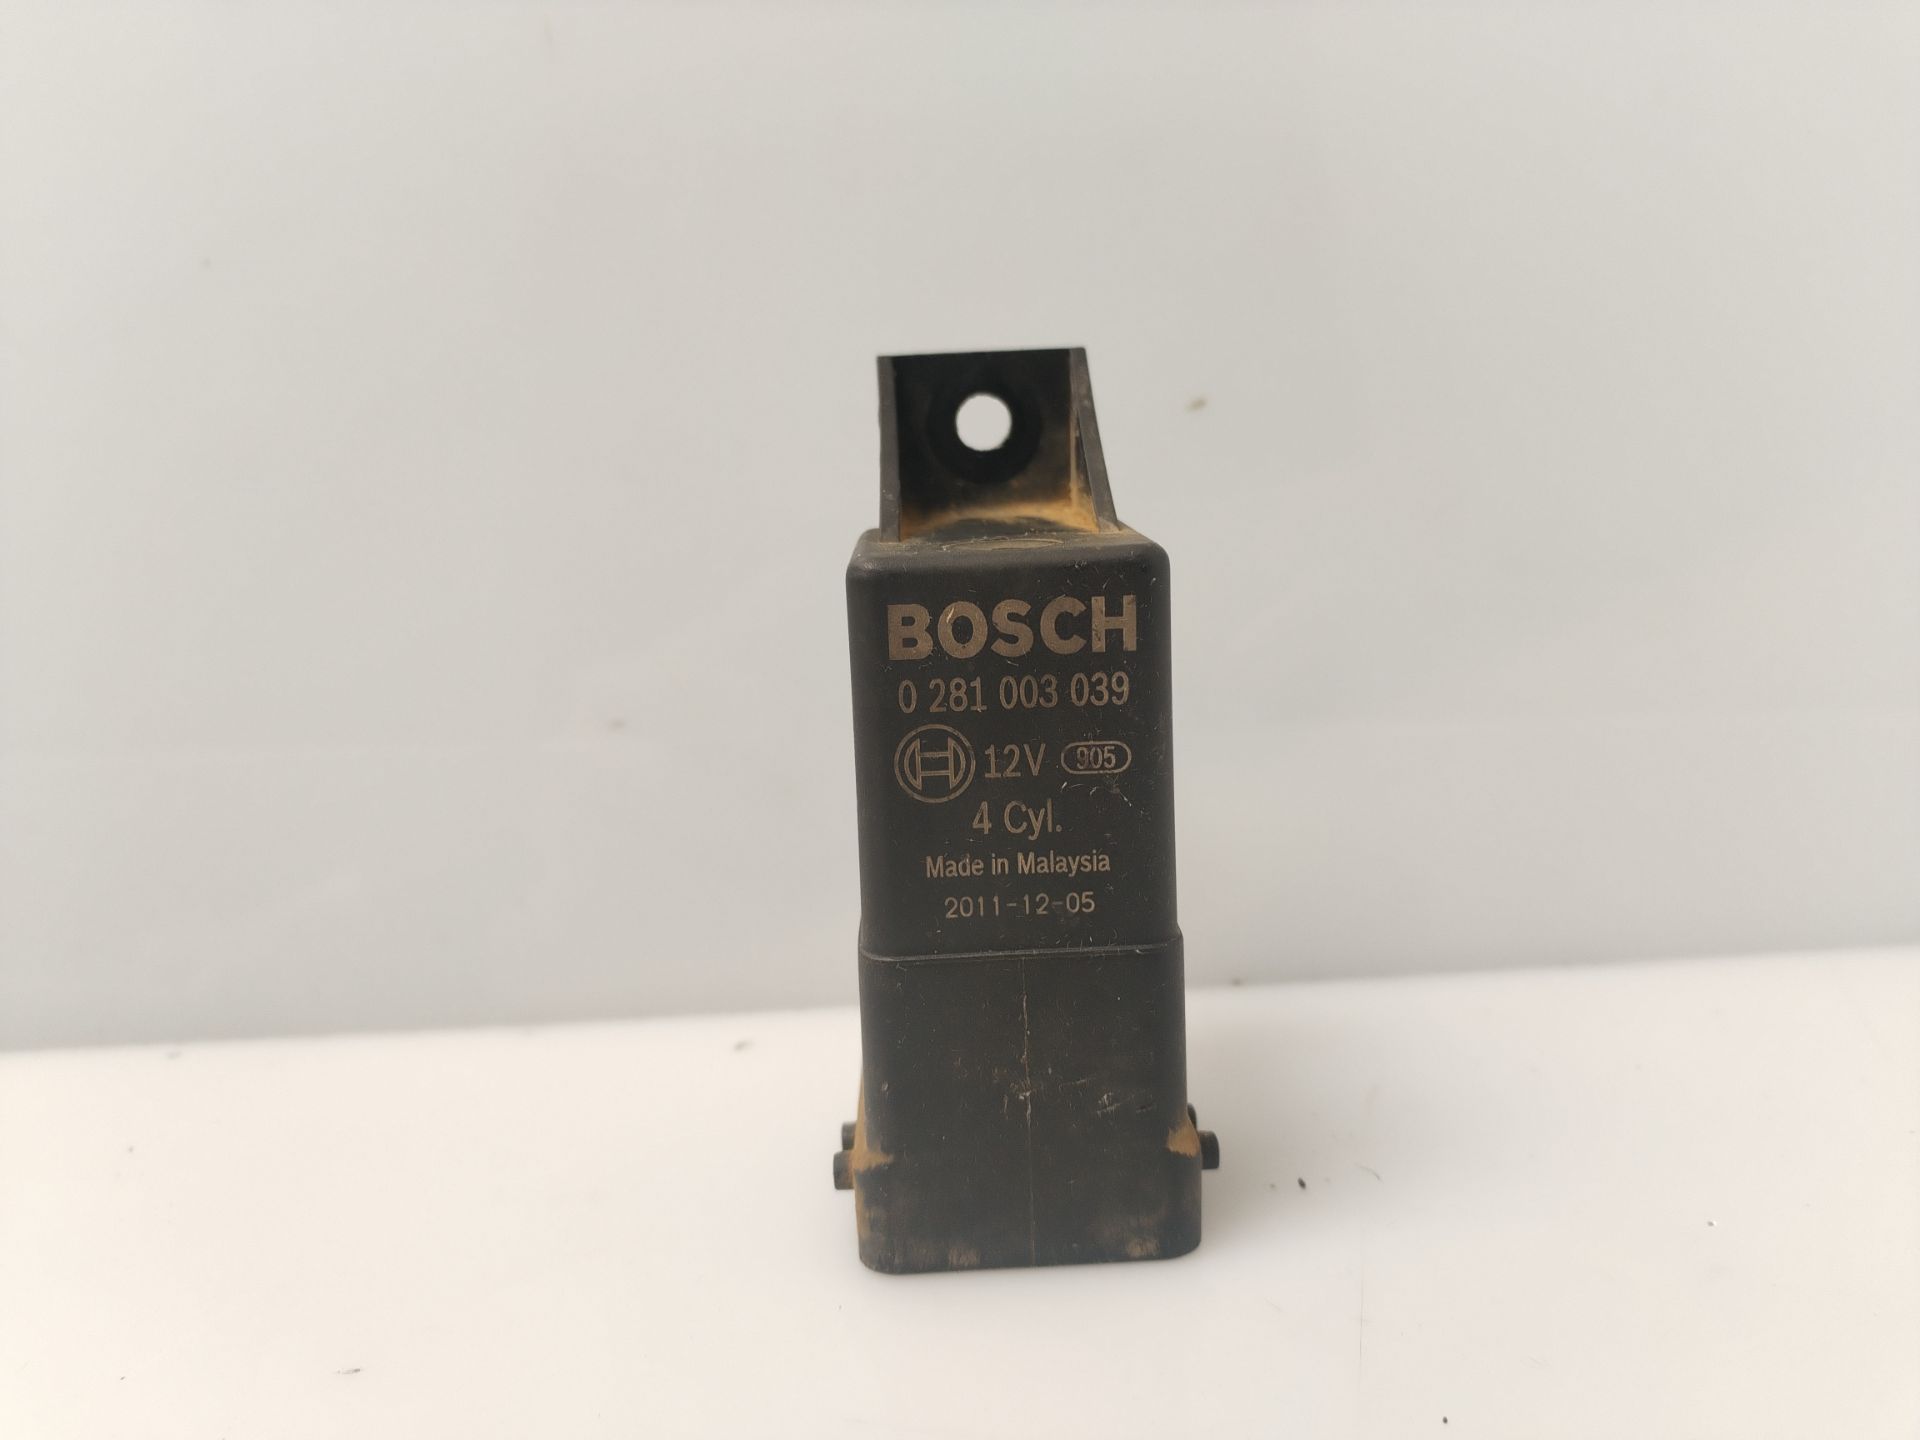 BOSCH
0 281 003 039
12V 905
4 Cyl.
Made in Malaysia
2011-12-05